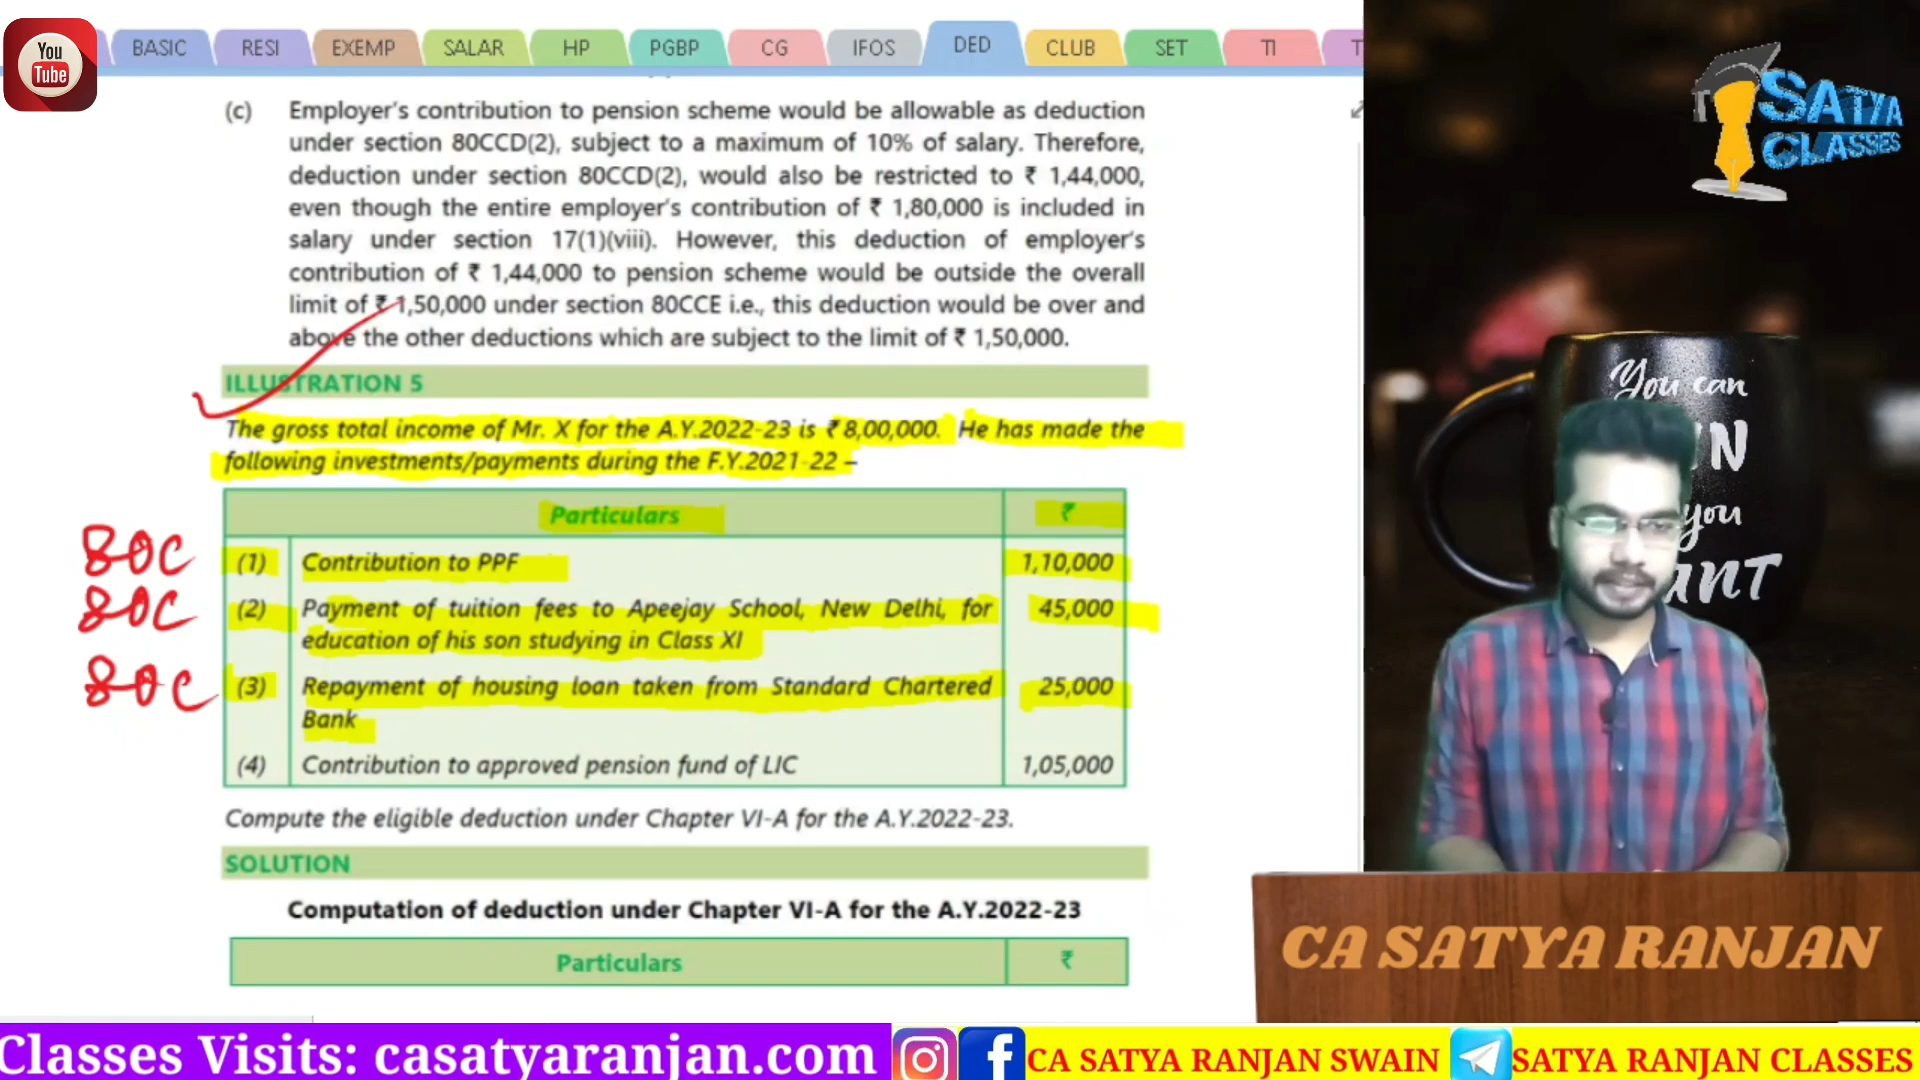 You
Tube
BASIC RESI EXEMP SALAR HP PGBP CG IFOS DED CLUB SET TI T
SATYA
CLASSES
(c) Employer's contribution to pension scheme would be allowable as deduction
under section 80CCD(2), subject to a maximum of 10% of salary. Therefore,
deduction under section 80CCD(2), would also be restricted to ₹ 1,44,000,
even though the entire employer's contribution of ₹ 1,80,000 is included in
salary under section 17(1)(viii). However, this deduction of employer's
contribution of ₹ 1,44,000 to pension scheme would be outside the overall
limit of ₹ 1,50,000 under section 80CCE i.e., this deduction would be over and
above the other deductions which are subject to the limit of ₹ 1,50,000.
ILLUSTRATION 5
The gross total income of Mr. X for the A.Y.2022-23 is ₹ 8,00,000. He has made the
following investments/payments during the F.Y.2021-22 –
Particulars ₹
80C (1) Contribution to PPF 1,10,000
80C (2) Payment of tuition fees to Apeejay School, New Delhi, for 45,000
education of his son studying in Class XI
80C (3) Repayment of housing loan taken from Standard Chartered 25,000
Bank
(4) Contribution to approved pension fund of LIC 1,05,000
Compute the eligible deduction under Chapter VI-A for the A.Y.2022-23.
SOLUTION
Computation of deduction under Chapter VI-A for the A.Y.2022-23
Particulars ₹
You can
you
CA SATYA RANJAN
Classes Visits: casatyaranjan.com
CA SATYA RANJAN SWAIN
SATYA RANJAN CLASSES